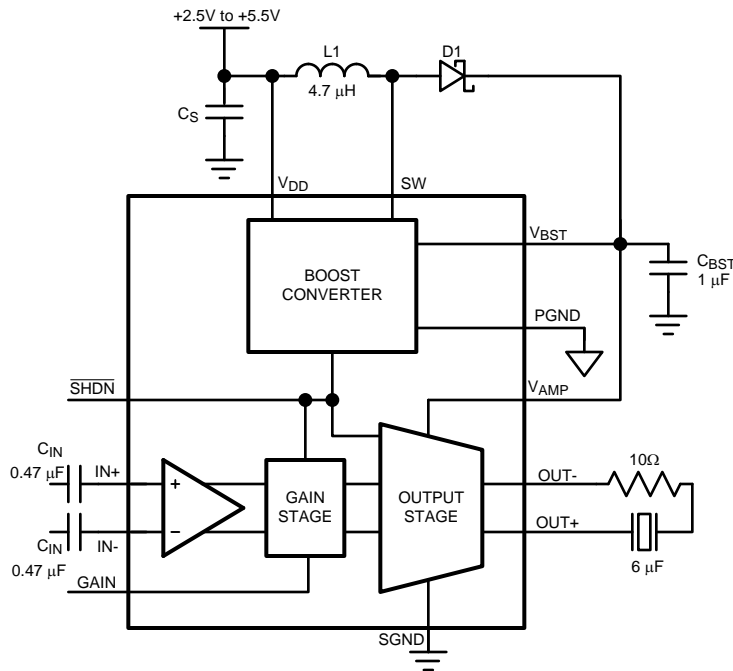 +2.5V to +5.5V
L1
D1
4.7 μH
CS
VDD
SW
VBST
BOOST
CONVERTER
CBST
1 μF
PGND
SHDN
VAMP
CIN
0.47 μF
IN+
+
GAIN
STAGE
OUTPUT
STAGE
OUT-
10Ω
−
CIN
0.47 μF
IN-
OUT+
6 μF
GAIN
SGND